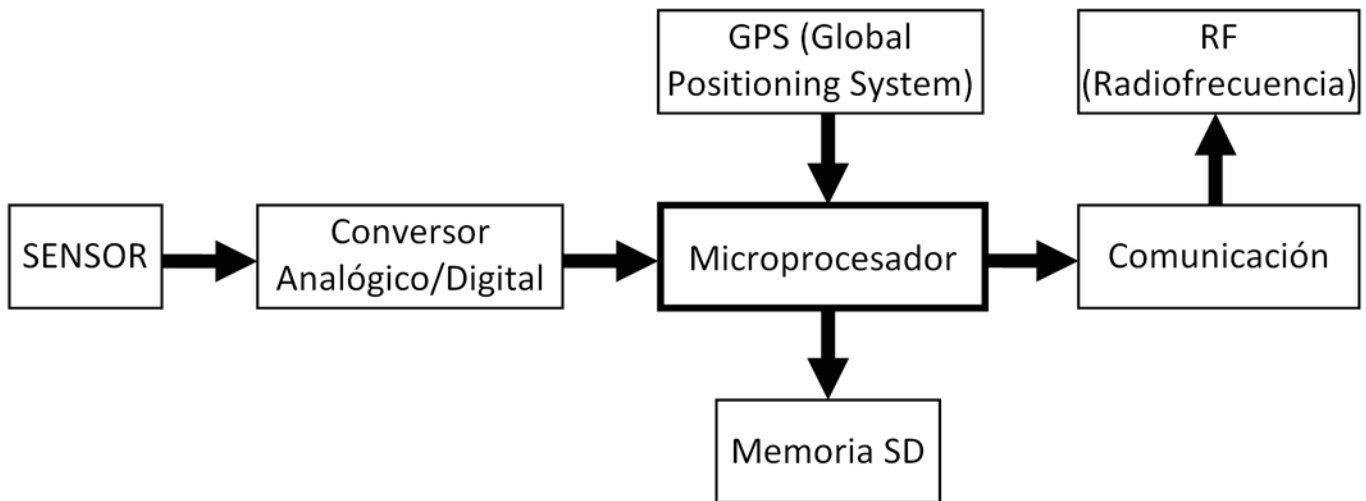 GPS (Global
Positioning System)
RF
(Radiofrecuencia)
SENSOR
Conversor
Analógico/Digital
Microprocesador
Comunicación
Memoria SD